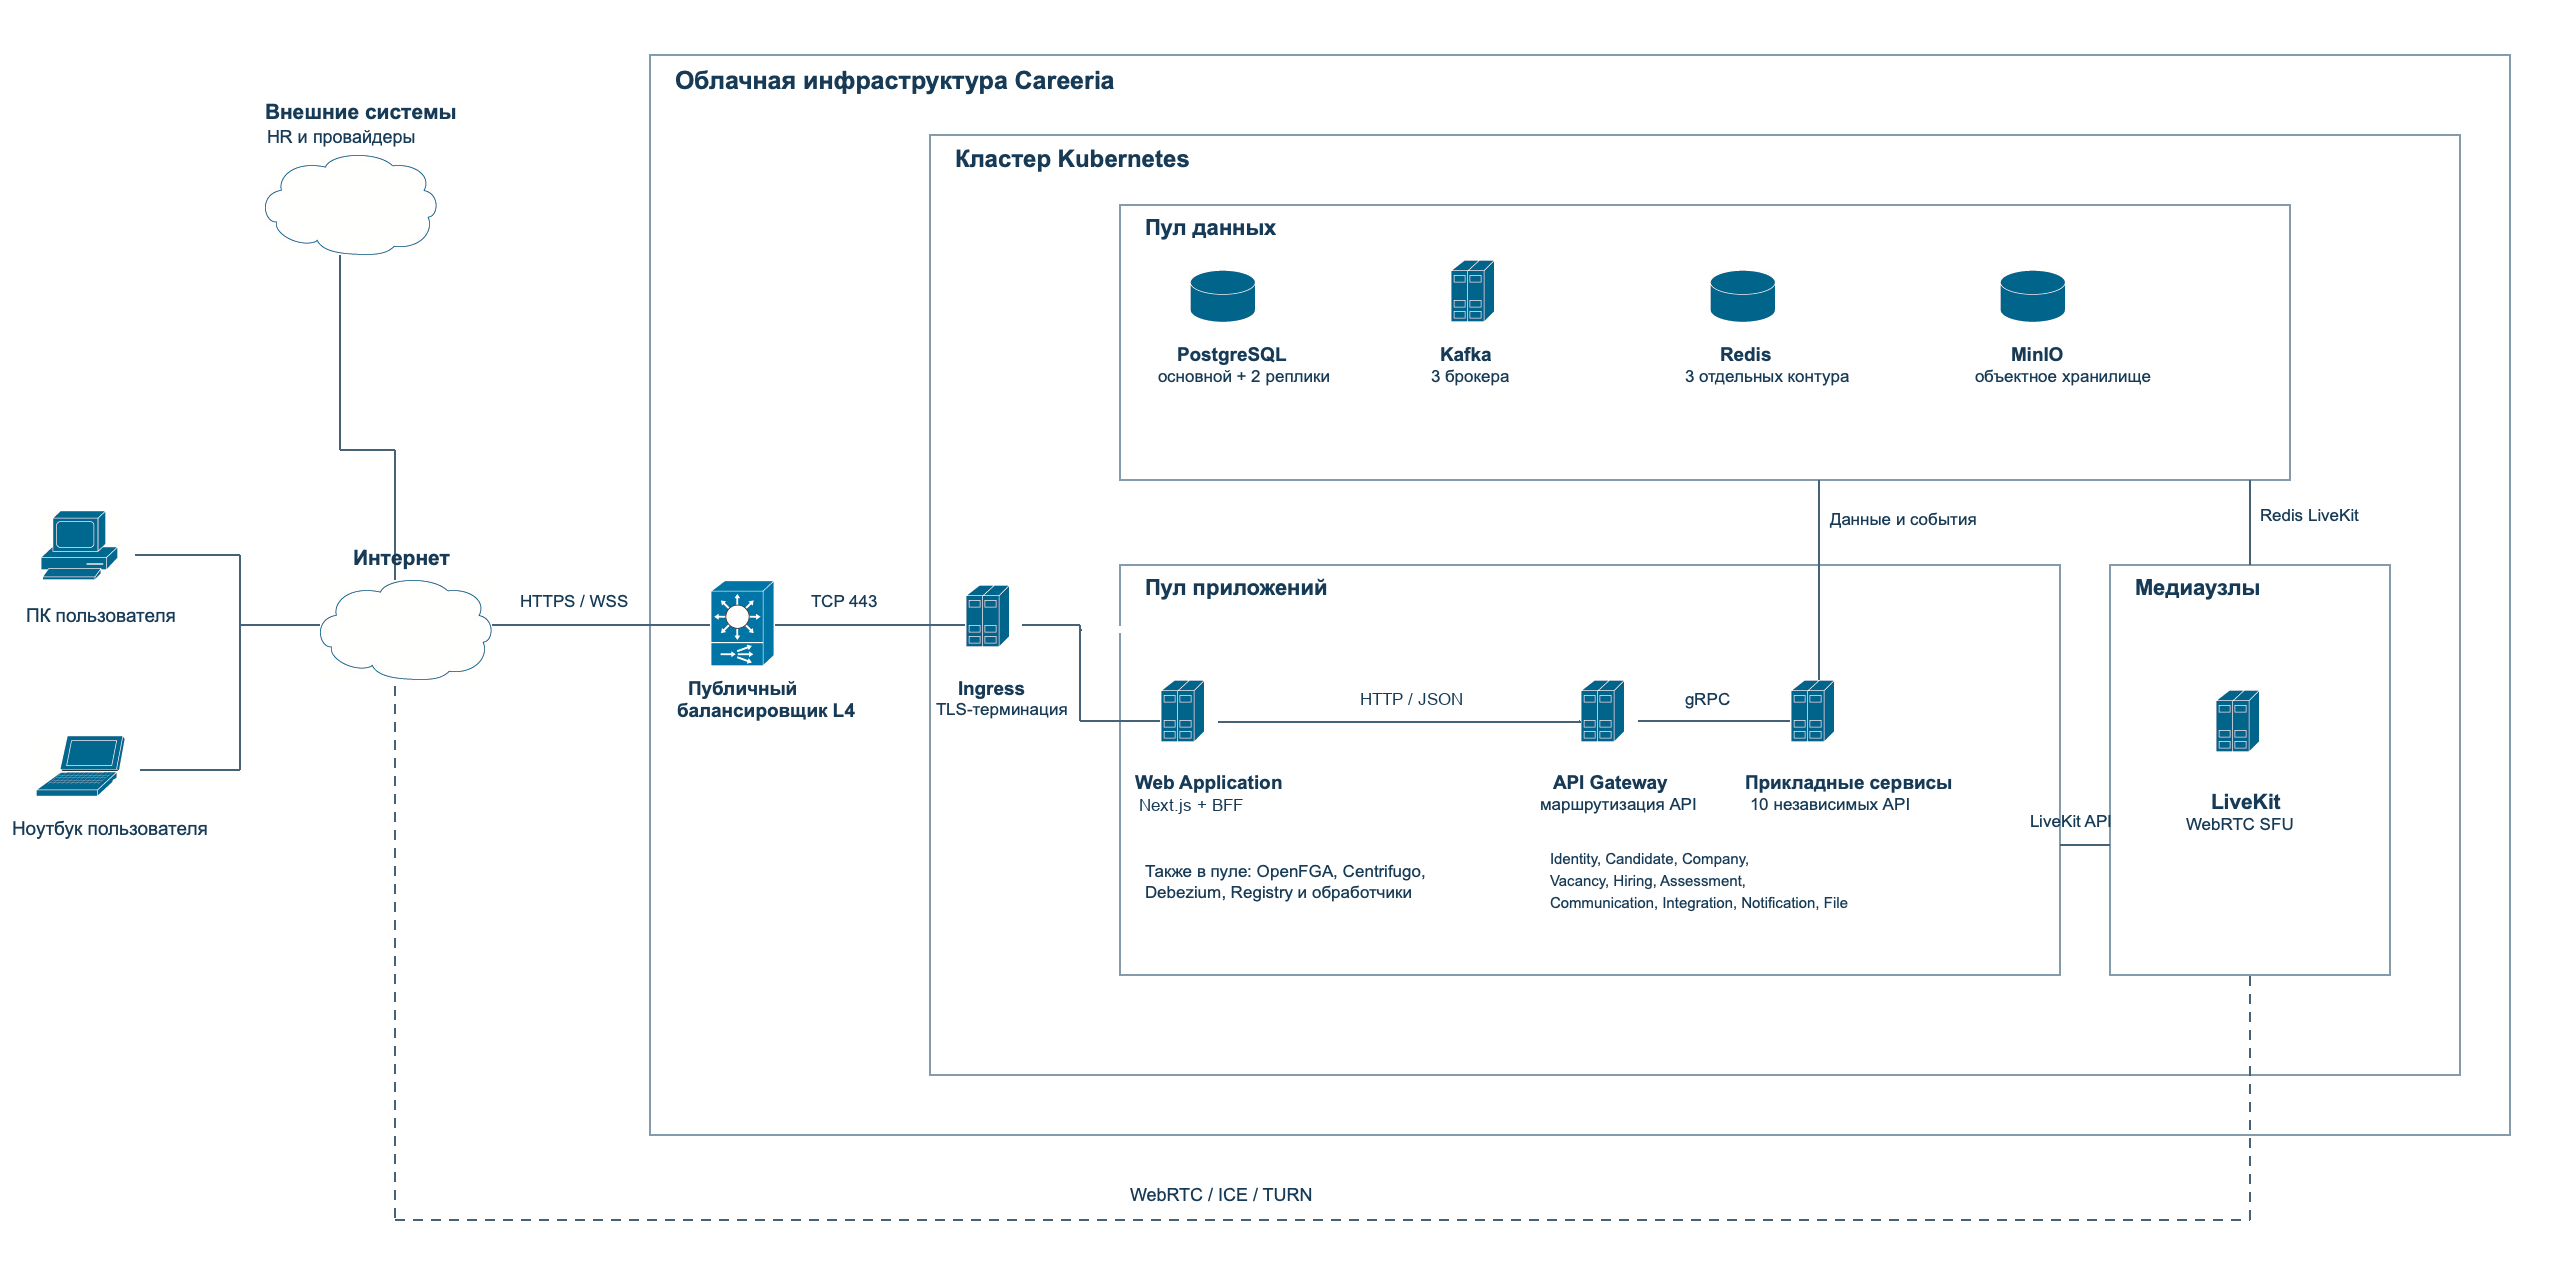 Облачная инфраструктура Careeria
Внешние системы
HR и провайдеры
Кластер Kubernetes
Пул данных
PostgreSQL
основной + 2 реплики
Kafka
3 брокера
Redis
3 отдельных контура
MinIO
объектное хранилище
Данные и события
Redis LiveKit
ПК пользователя
Ноутбук пользователя
Интернет
HTTPS / WSS
Публичный
балансировщик L4
TCP 443
Ingress
TLS-терминация
Пул приложений
Web Application
Next.js + BFF
HTTP / JSON
API Gateway
маршрутизация API
gRPC
Прикладные сервисы
10 независимых API
Также в пуле: OpenFGA, Centrifugo,
Debezium, Registry и обработчики
Identity, Candidate, Company,
Vacancy, Hiring, Assessment,
Communication, Integration, Notification, File
LiveKit API
Медиаузлы
LiveKit
WebRTC SFU
WebRTC / ICE / TURN